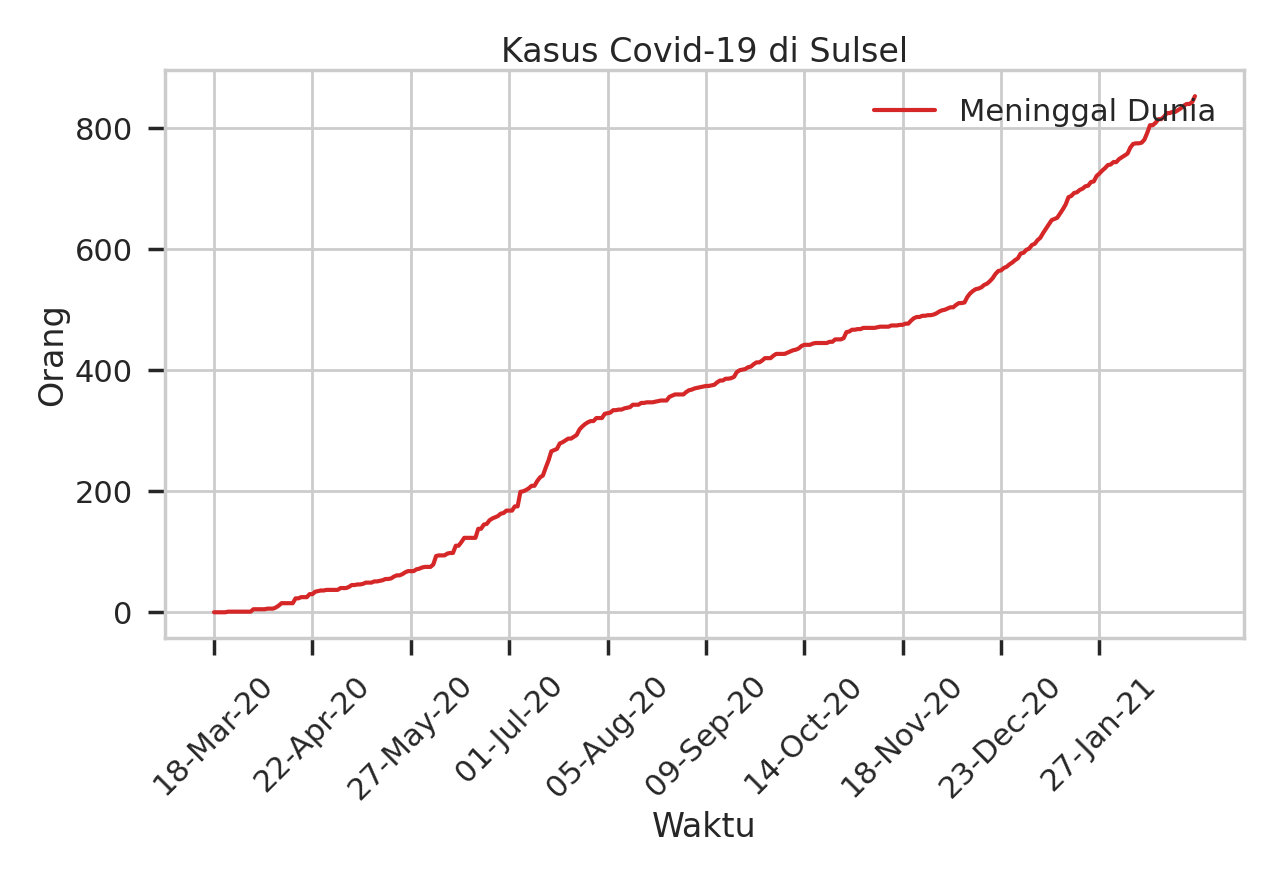 Kasus Covid-19 di Sulsel
Meninggal Dunia
Orang
800
600
400
200
0
18-Mar-20
22-Apr-20
27-May-20
01-Jul-20
05-Aug-20
09-Sep-20
14-Oct-20
18-Nov-20
23-Dec-20
27-Jan-21
Waktu